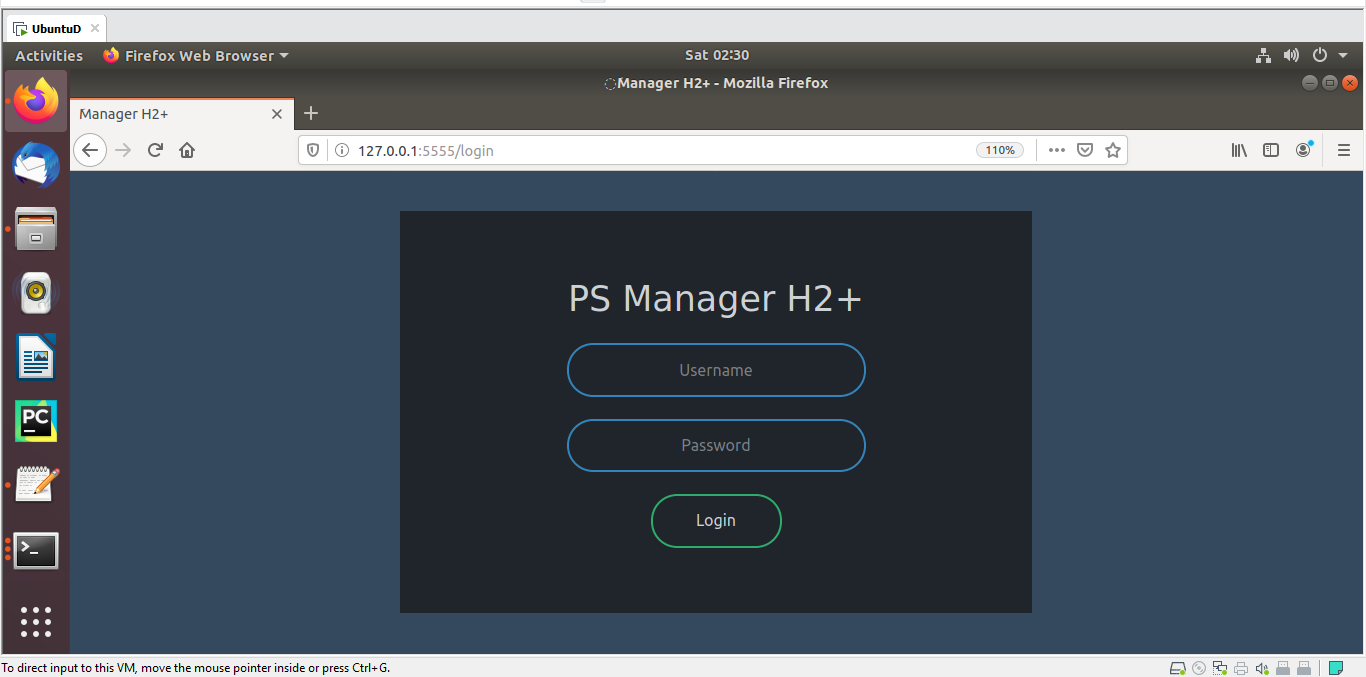 UbuntuD
Activities Firefox Web Browser Sat 02:30
Manager H2+ - Mozilla Firefox
Manager H2+
127.0.0.1:5555/login 110%
PS Manager H2+
Username
Password
Login
PC
To direct input to this VM, move the mouse pointer inside or press Ctrl+G.